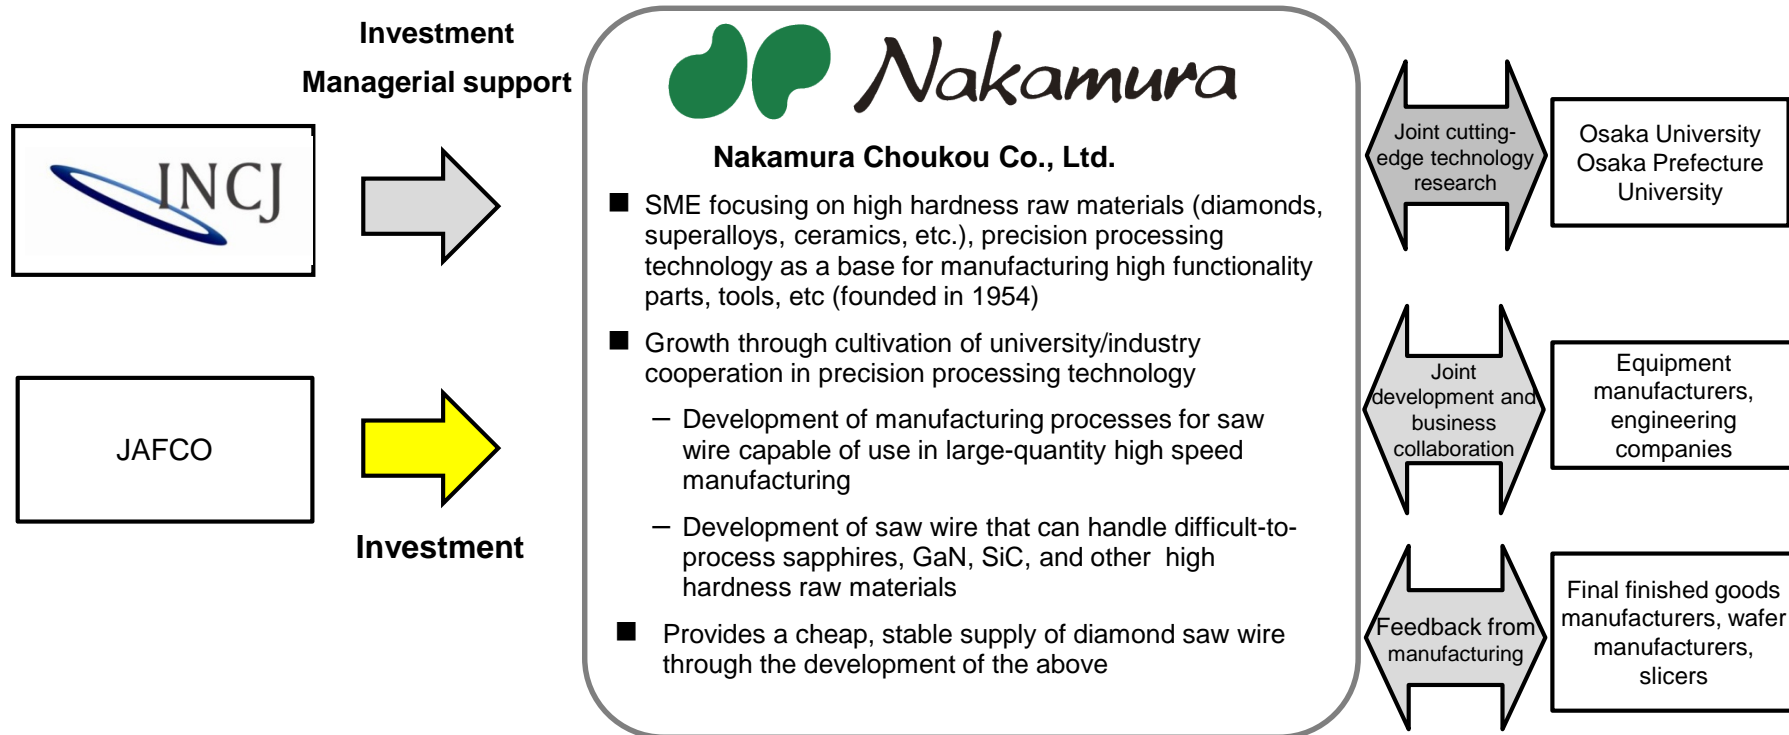 Investment
Managerial support
INCJ
JAFCO
Investment
Nakamura
Nakamura Choukou Co., Ltd.
■ SME focusing on high hardness raw materials (diamonds,
superalloys, ceramics, etc.), precision processing
technology as a base for manufacturing high functionality
parts, tools, etc (founded in 1954)
■ Growth through cultivation of university/industry
cooperation in precision processing technology
– Development of manufacturing processes for saw
wire capable of use in large-quantity high speed
manufacturing
– Development of saw wire that can handle difficult-to-
process sapphires, GaN, SiC, and other high
hardness raw materials
■ Provides a cheap, stable supply of diamond saw wire
through the development of the above
Joint cutting-
edge technology
research
Osaka University
Osaka Prefecture
University
Joint
development and
business
collaboration
Equipment
manufacturers,
engineering
companies
Feedback from
manufacturing
Final finished goods
manufacturers, wafer
manufacturers,
slicers